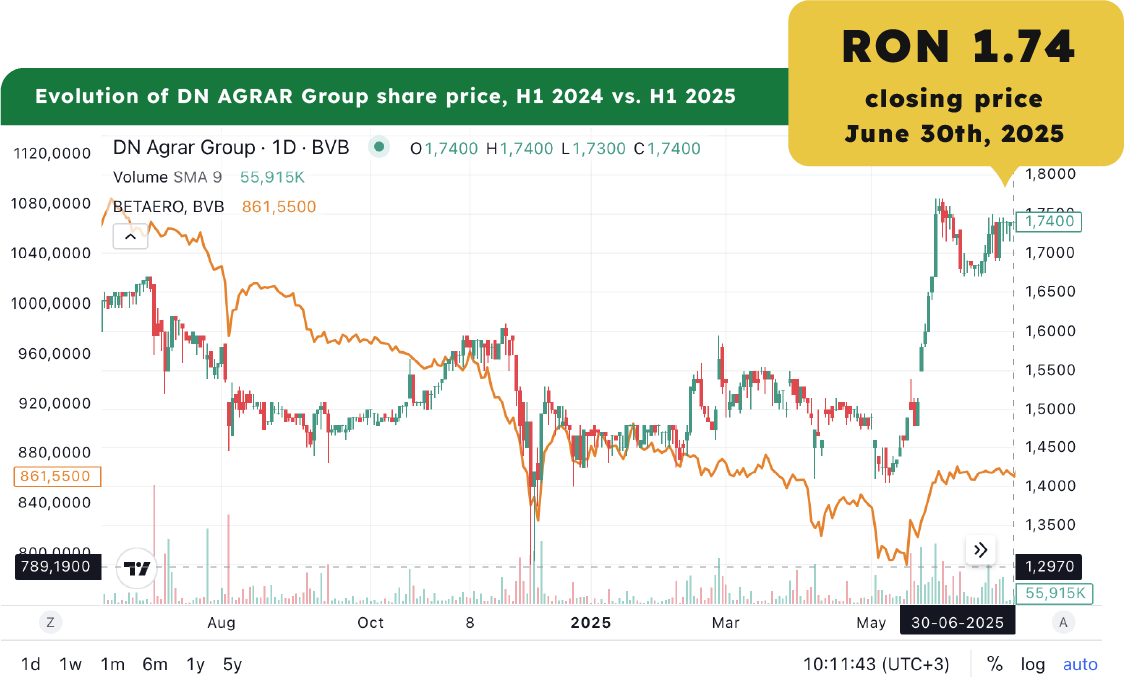 RON 1.74
closing price
June 30th, 2025
Evolution of DN AGRAR Group share price, H1 2024 vs. H1 2025
DN Agrar Group · 1D · BVB O1,7400 H1,7400 L1,7300 C1,7400
Volume SMA 9 55,915K
BETAERO, BVB 861,5500
1120,0000
1080,0000
1040,0000
1000,0000
960,0000
920,0000
880,0000
861,5500
840,0000
800,0000
789,1900
1,8000
1,7500
1,7400
1,7000
1,6500
1,6000
1,5500
1,5000
1,4500
1,4000
1,3500
1,2970
55,915K
Z Aug Oct 8 2025 Mar May 30-06-2025 A
1d 1w 1m 6m 1y 5y 10:11:43 (UTC+3) % log auto